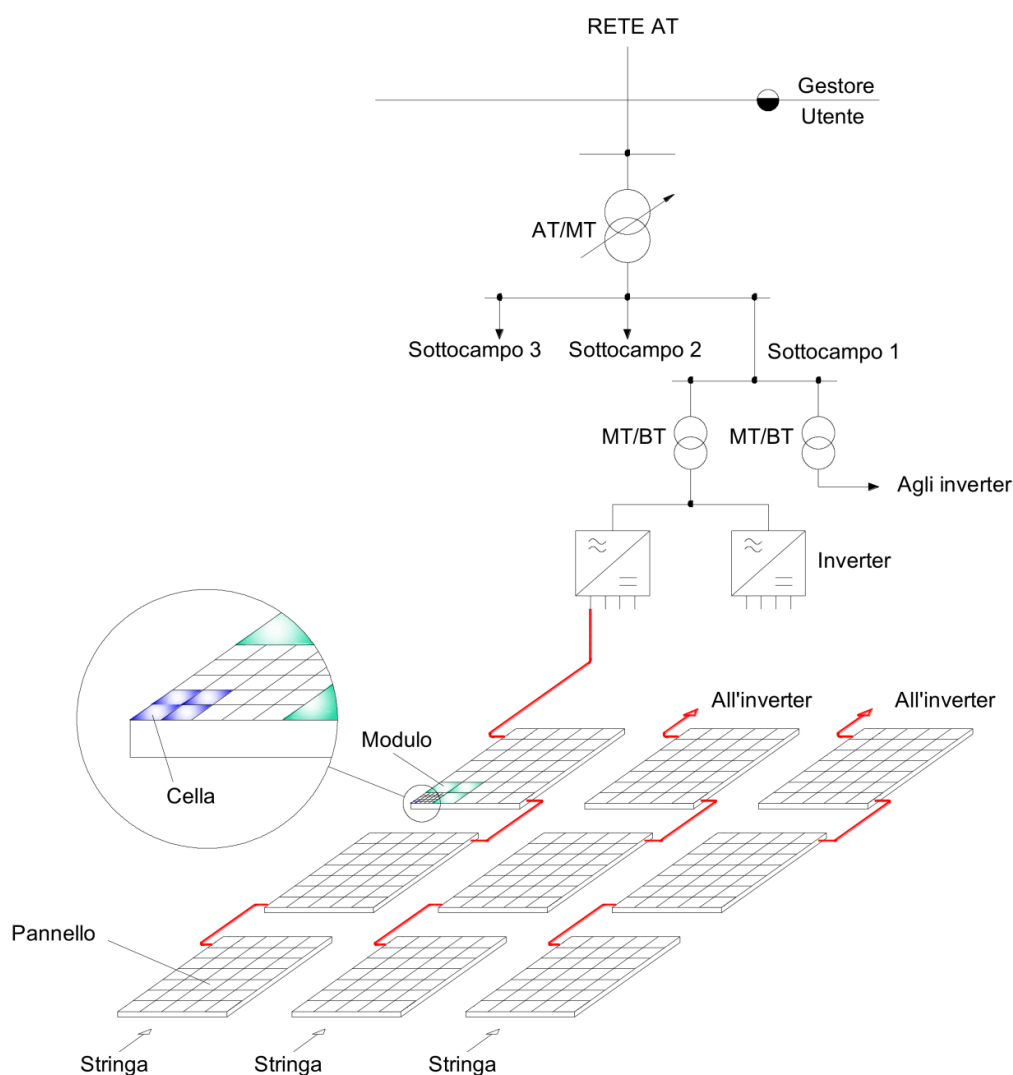 RETE AT
Gestore
Utente
AT/MT
Sottocampo 3
Sottocampo 2
Sottocampo 1
MT/BT
MT/BT
Agli inverter
Inverter
All'inverter
All'inverter
Modulo
Cella
Pannello
Stringa
Stringa
Stringa